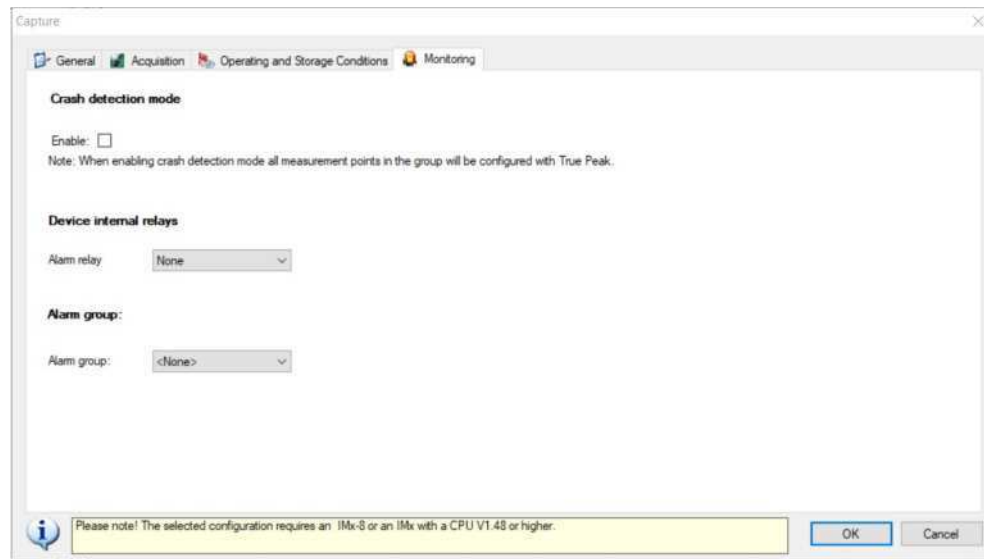 Capture
General Acquisition Operating and Storage Conditions Monitoring
Crash detection mode
Enable:
Note: When enabling crash detection mode all measurement points in the group will be configured with True Peak.
Device internal relays
Alarm relay None
Alarm group:
Alarm group: <None>
Please note! The selected configuration requires an IMx-8 or an IMx with a CPU V1.48 or higher.
OK Cancel